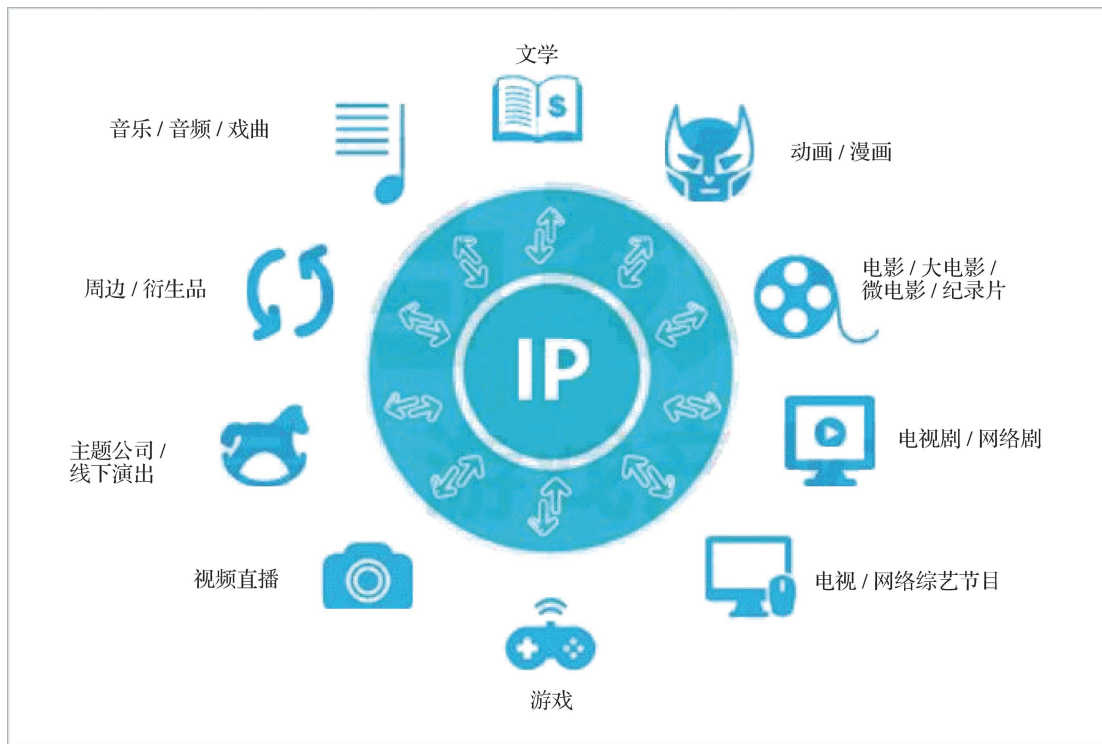 文学
音乐 / 音频 / 戏曲
动画 / 漫画
周边 / 衍生品
电影 / 大电影 /
微电影 / 纪录片
IP
主题公司 /
线下演出
电视剧 / 网络剧
视频直播
电视 / 网络综艺节目
游戏
$